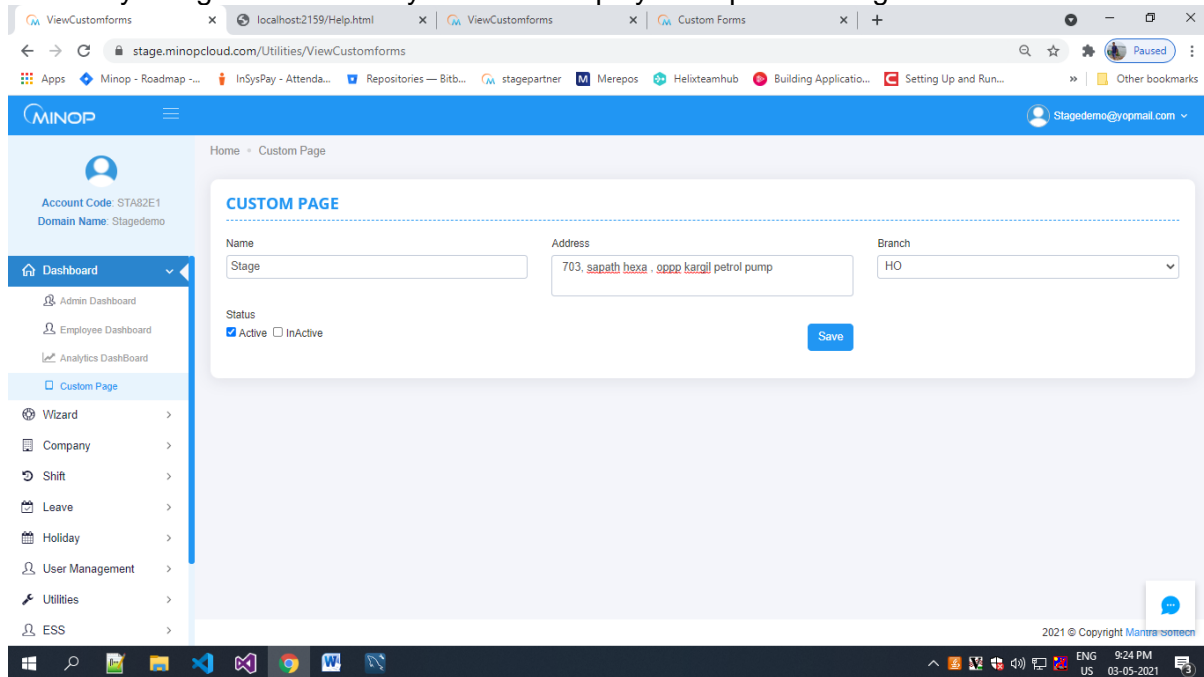 ViewCustomforms
localhost:2159/Help.html
ViewCustomforms
Custom Forms
stage.minopcloud.com/Utilities/ViewCustomforms
Paused
Apps
Minop - Roadmap -...
InSysPay - Attenda...
Repositories — Bitb...
stagepartner
Merepos
Helixteamhub
Building Applicatio...
Setting Up and Run...
Other bookmarks
MINOP
Stagedemo@yopmail.com
Home
Custom Page
Account Code: STA82E1
Domain Name: Stagedemo
CUSTOM PAGE
Name
Address
Branch
Stage
703, sapath hexa , oppp kargil petrol pump
HO
Status
Active
InActive
Save
Dashboard
Admin Dashboard
Employee Dashboard
Analytics DashBoard
Custom Page
Wizard
Company
Shift
Leave
Holiday
User Management
Utilities
ESS
2021 © Copyright Mantra Softech
ENG
US
9:24 PM
03-05-2021
3